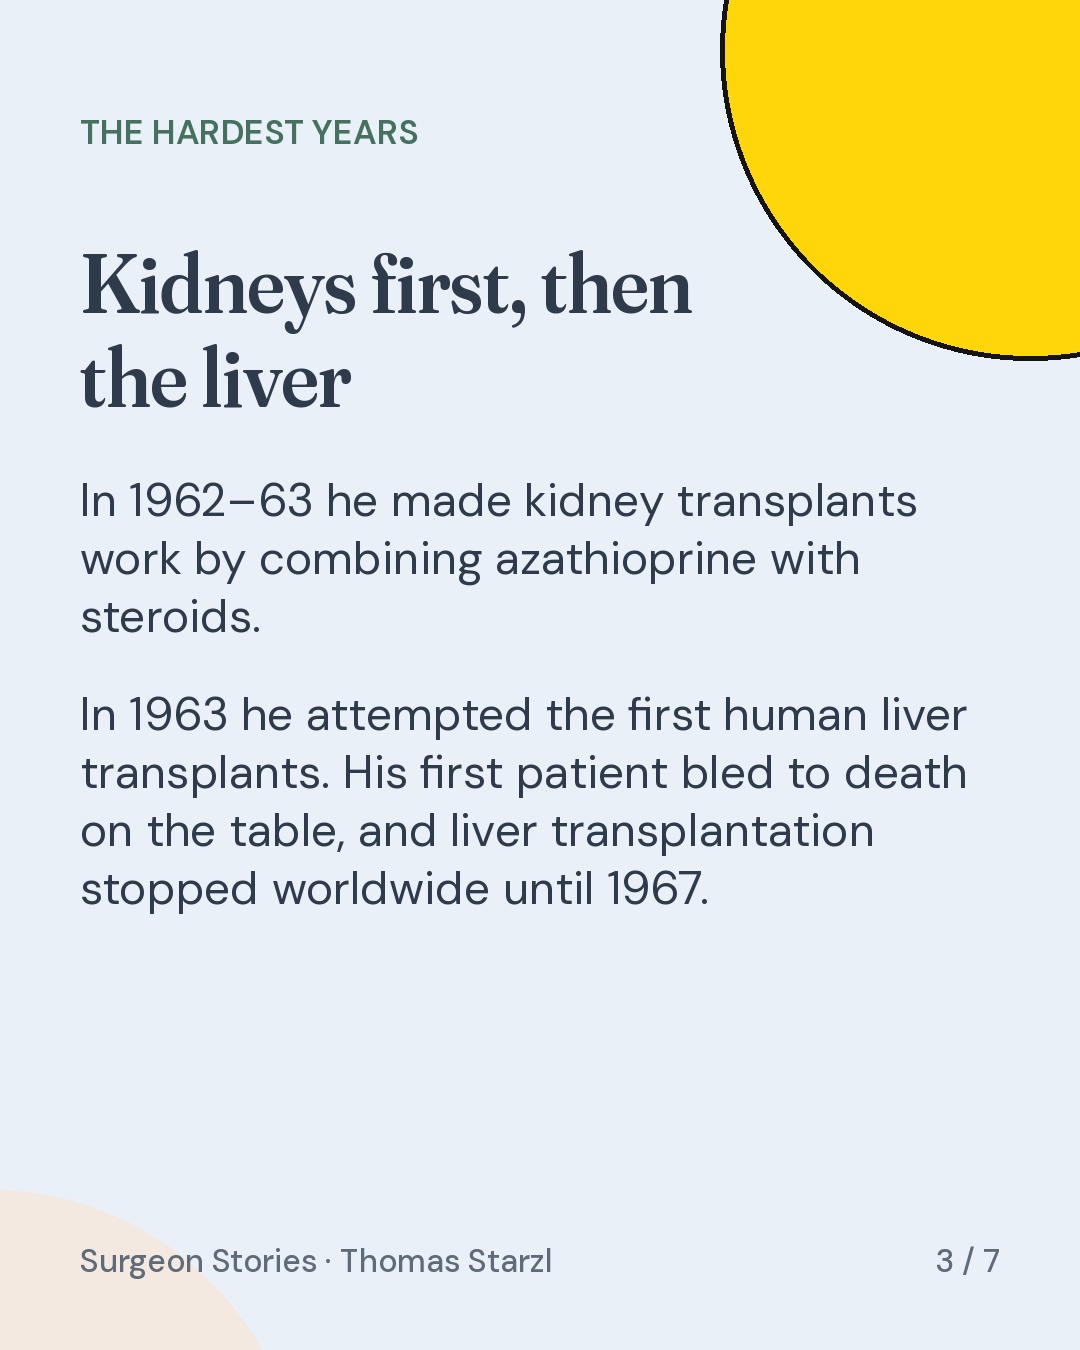 THE HARDEST YEARS
Kidneys first, then
the liver
In 1962–63 he made kidney transplants
work by combining azathioprine with
steroids.
In 1963 he attempted the first human liver
transplants. His first patient bled to death
on the table, and liver transplantation
stopped worldwide until 1967.
Surgeon Stories · Thomas Starzl
3 / 7